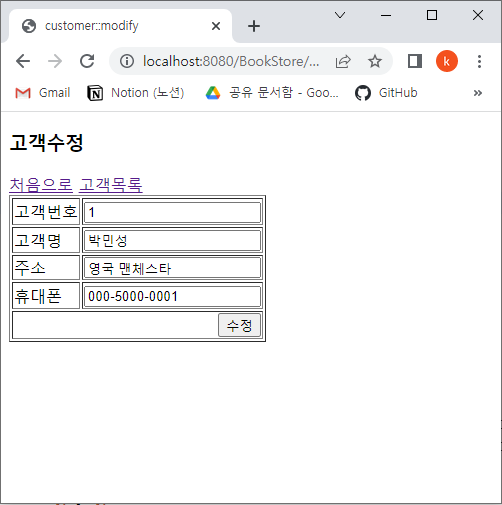 customer::modify
localhost:8080/BookStore/...
k
Gmail Notion (노션) 공유 문서함 - Goo... GitHub »
고객수정
처음으로 고객목록
고객번호 1
고객명 박민성
주소 영국 맨체스타
휴대폰 000-5000-0001
수정